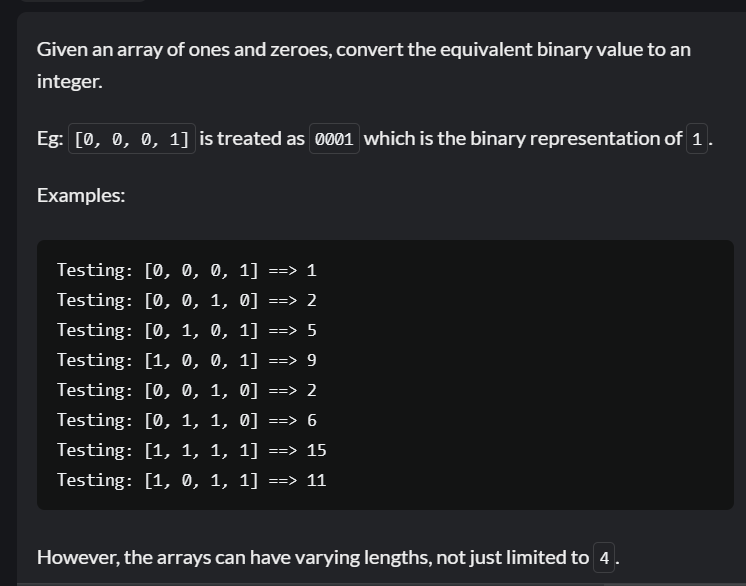 Given an array of ones and zeroes, convert the equivalent binary value to an
integer.
Eg: [0, 0, 0, 1] is treated as 0001 which is the binary representation of 1.
Examples:
Testing: [0, 0, 0, 1] ==> 1
Testing: [0, 0, 1, 0] ==> 2
Testing: [0, 1, 0, 1] ==> 5
Testing: [1, 0, 0, 1] ==> 9
Testing: [0, 0, 1, 0] ==> 2
Testing: [0, 1, 1, 0] ==> 6
Testing: [1, 1, 1, 1] ==> 15
Testing: [1, 0, 1, 1] ==> 11
However, the arrays can have varying lengths, not just limited to 4.